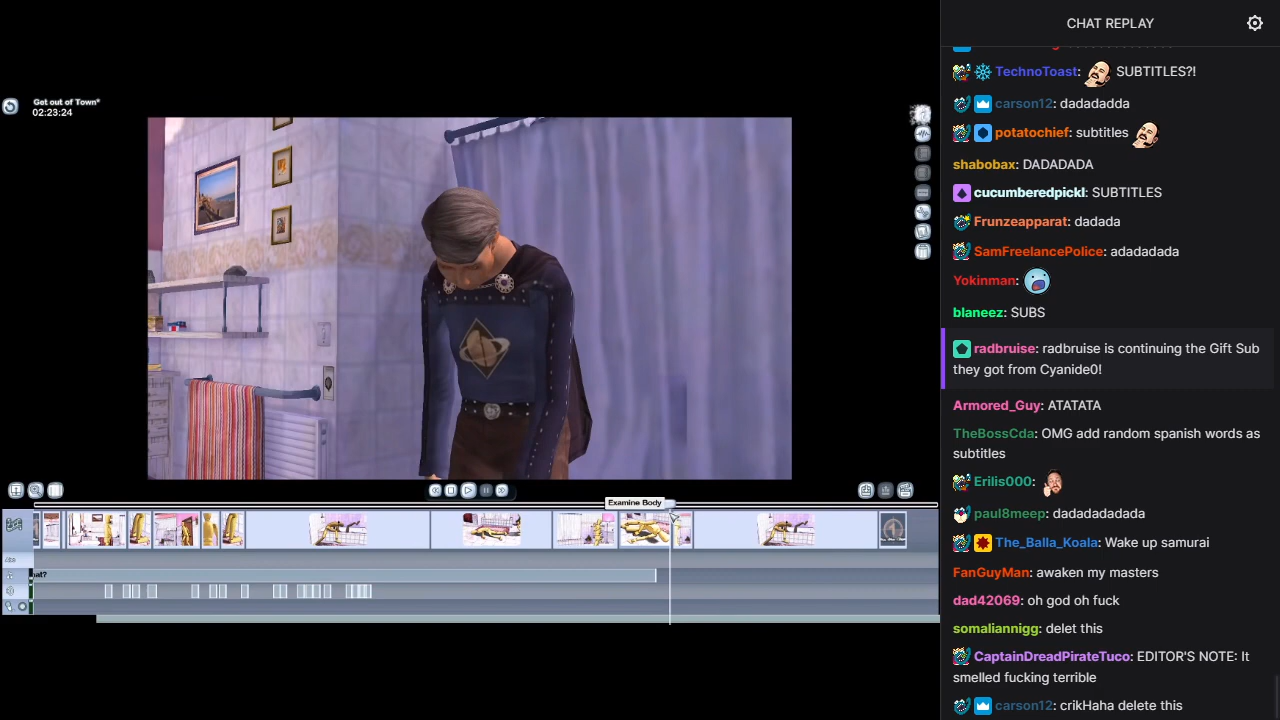 Get out of Town*
02:23:24
Examine Body
at?
CHAT REPLAY
TechnoToast: SUBTITLES?!
carson12: dadadadda
potatochief: subtitles
shabobax: DADADADA
cucumberedpickl: SUBTITLES
Frunzeapparat: dadada
SamFreelancePolice: adadadada
Yokinman:
blaneez: SUBS
radbruise: radbruise is continuing the Gift Sub
they got from Cyanide0!
Armored_Guy: ATATATA
TheBossCda: OMG add random spanish words as
subtitles
Erilis000:
paul8meep: dadadadadada
The_Balla_Koala: Wake up samurai
FanGuyMan: awaken my masters
dad42069: oh god oh fuck
somaliannigg: delet this
CaptainDreadPirateTuco: EDITOR'S NOTE: It
smelled fucking terrible
carson12: crikHaha delete this